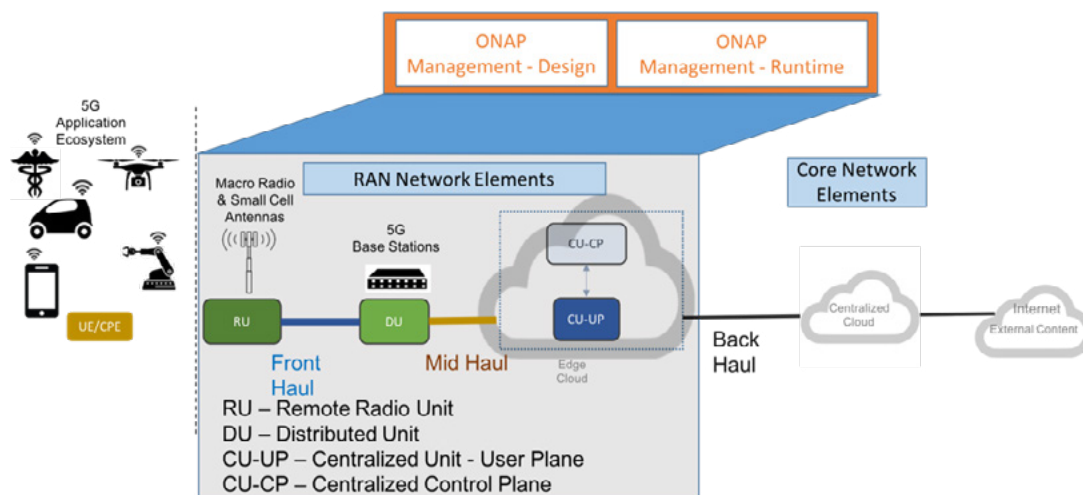 ONAP
Management - Design
ONAP
Management - Runtime
5G
Application
Ecosystem
RAN Network Elements
Core Network
Elements
Macro Radio
& Small Cell
Antennas
5G
Base Stations
CU-CP
RU
DU
CU-UP
UE/CPE
Edge
Cloud
Centralized
Cloud
Internet
External Content
Front
Haul
Mid Haul
Back
Haul
RU – Remote Radio Unit
DU – Distributed Unit
CU-UP – Centralized Unit - User Plane
CU-CP – Centralized Control Plane